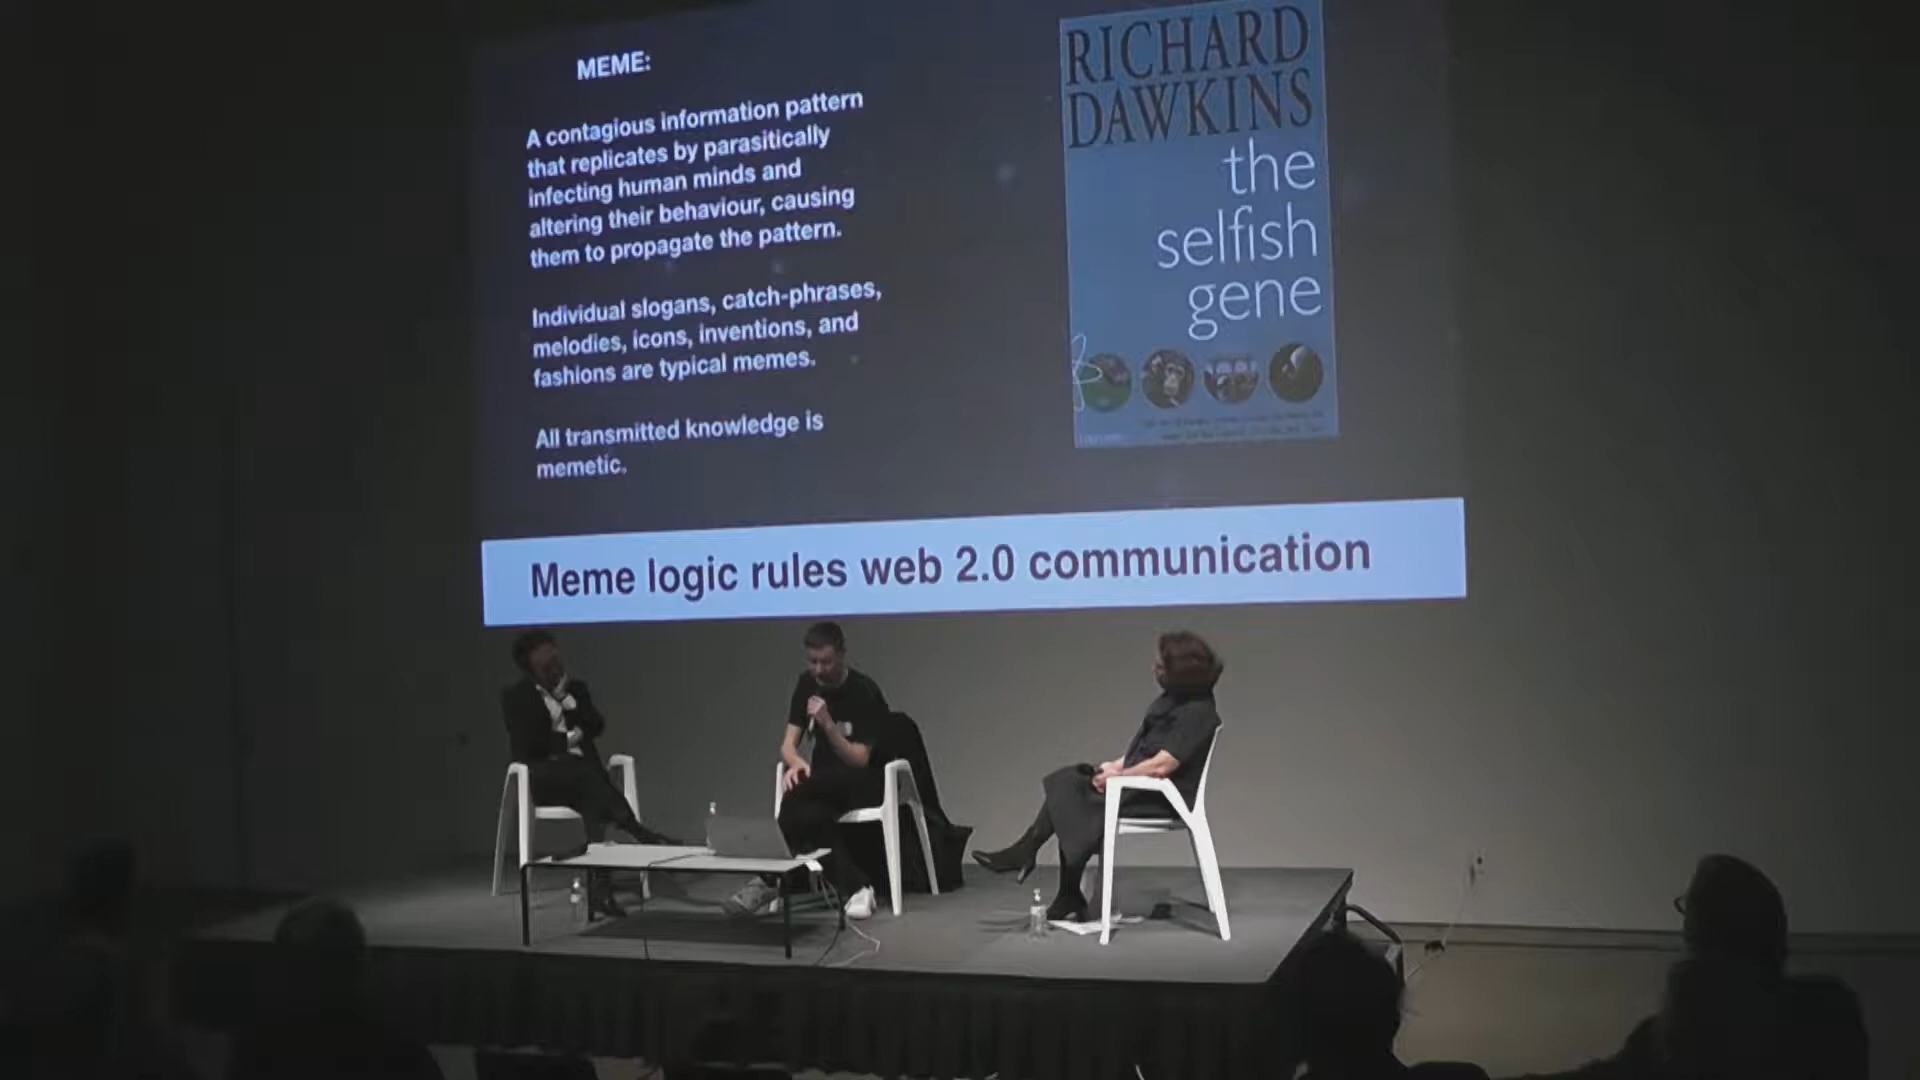 MEME:
A contagious information pattern
that replicates by parasitically
infecting human minds and
altering their behaviour, causing
them to propagate the pattern.
Individual slogans, catch-phrases,
melodies, icons, inventions, and
fashions are typical memes.
All transmitted knowledge is
memetic.
RICHARD
DAWKINS
the
selfish
gene
Meme logic rules web 2.0 communication